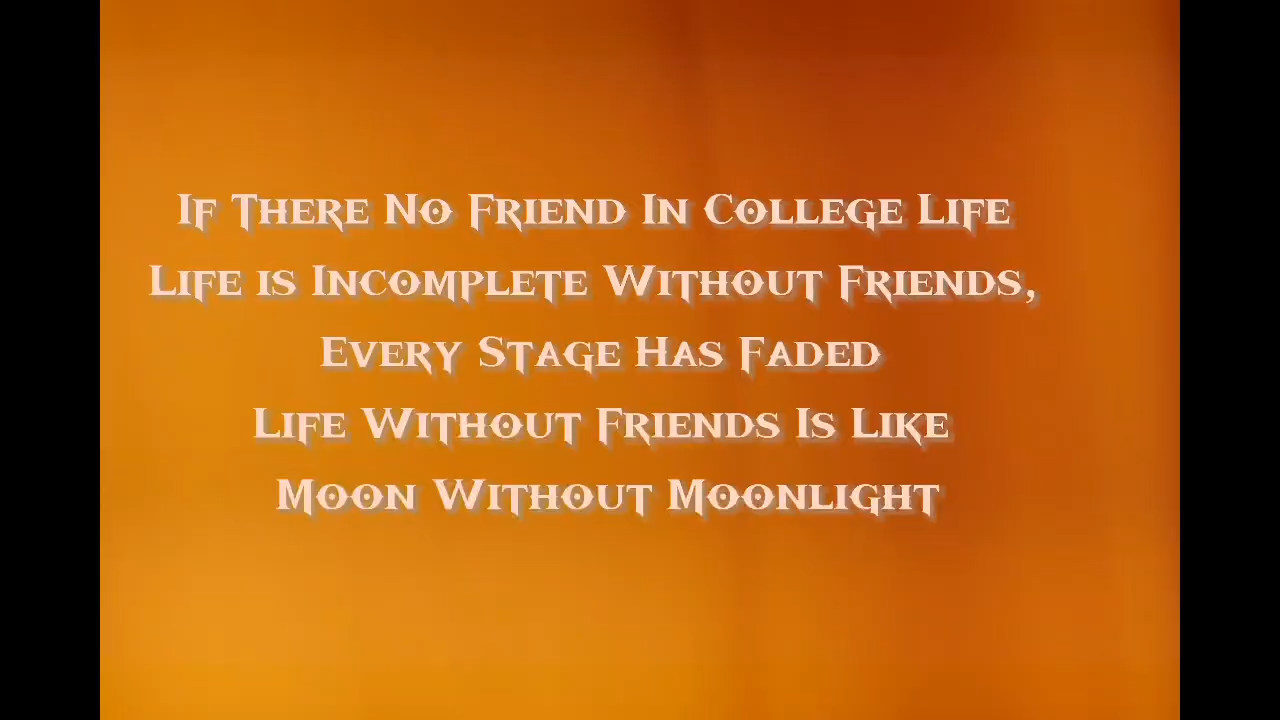 If There No Friend In College Life
Life is Incomplete Without Friends,
Every Stage Has Faded
Life Without Friends Is Like
Moon Without Moonlight